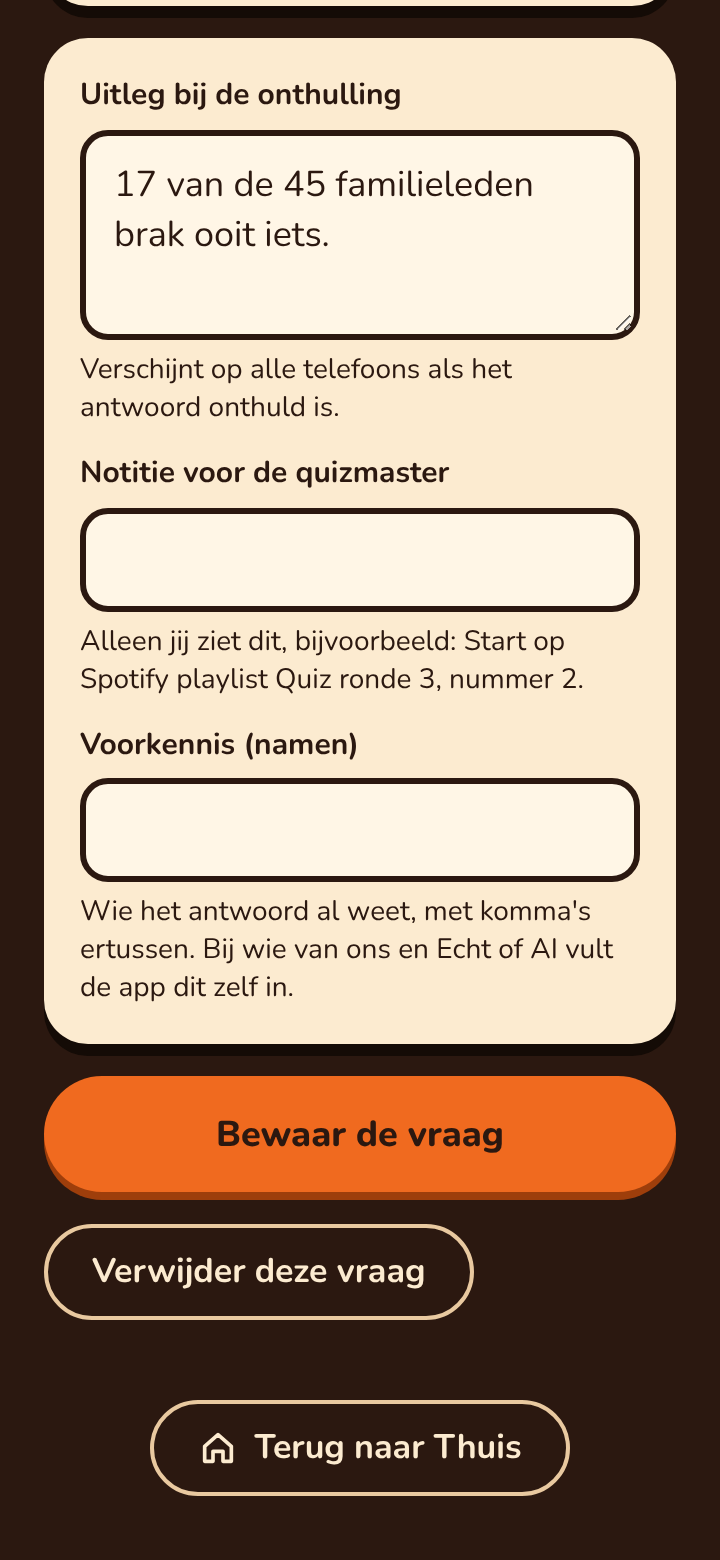 Uitleg bij de onthulling
17 van de 45 familieleden
brak ooit iets.
Verschijnt op alle telefoons als het
antwoord onthuld is.
Notitie voor de quizmaster
Alleen jij ziet dit, bijvoorbeeld: Start op
Spotify playlist Quiz ronde 3, nummer 2.
Voorkennis (namen)
Wie het antwoord al weet, met komma's
ertussen. Bij wie van ons en Echt of AI vult
de app dit zelf in.
Bewaar de vraag
Verwijder deze vraag
Terug naar Thuis